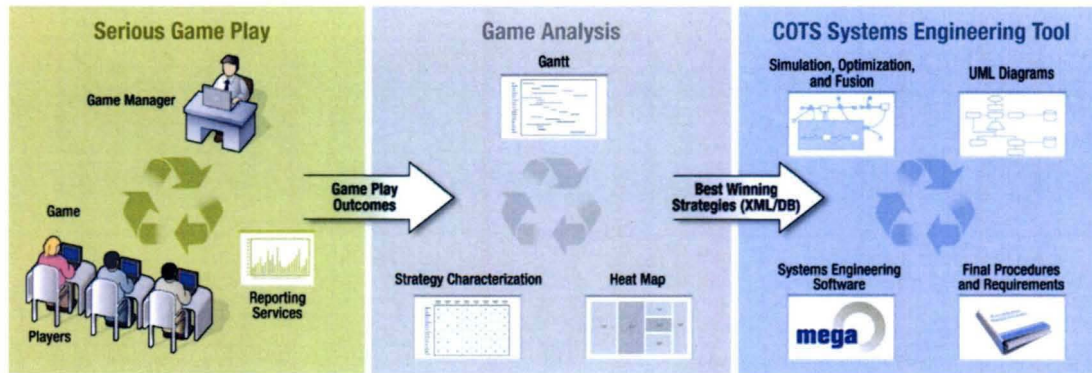 Serious Game Play
Game Manager
Game
Players
Reporting
Services
Game Play
Outcomes
Game Analysis
Gantt
Strategy Characterization
Heat Map
Best Winning
Strategies (XML/DB)
COTS Systems Engineering Tool
Simulation, Optimization,
and Fusion
UML Diagrams
Systems Engineering
Software
mega
Final Procedures
and Requirements